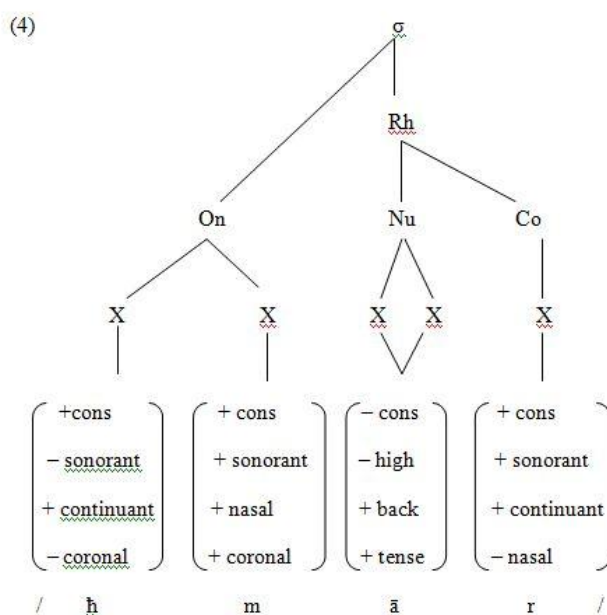 (4)
σ
Rh
On Nu Co
X X X X X
+cons + cons – cons + cons
– sonorant + sonorant – high + sonorant
+ continuant + nasal + back + continuant
– coronal + coronal + tense – nasal
/ ħ m ā r /